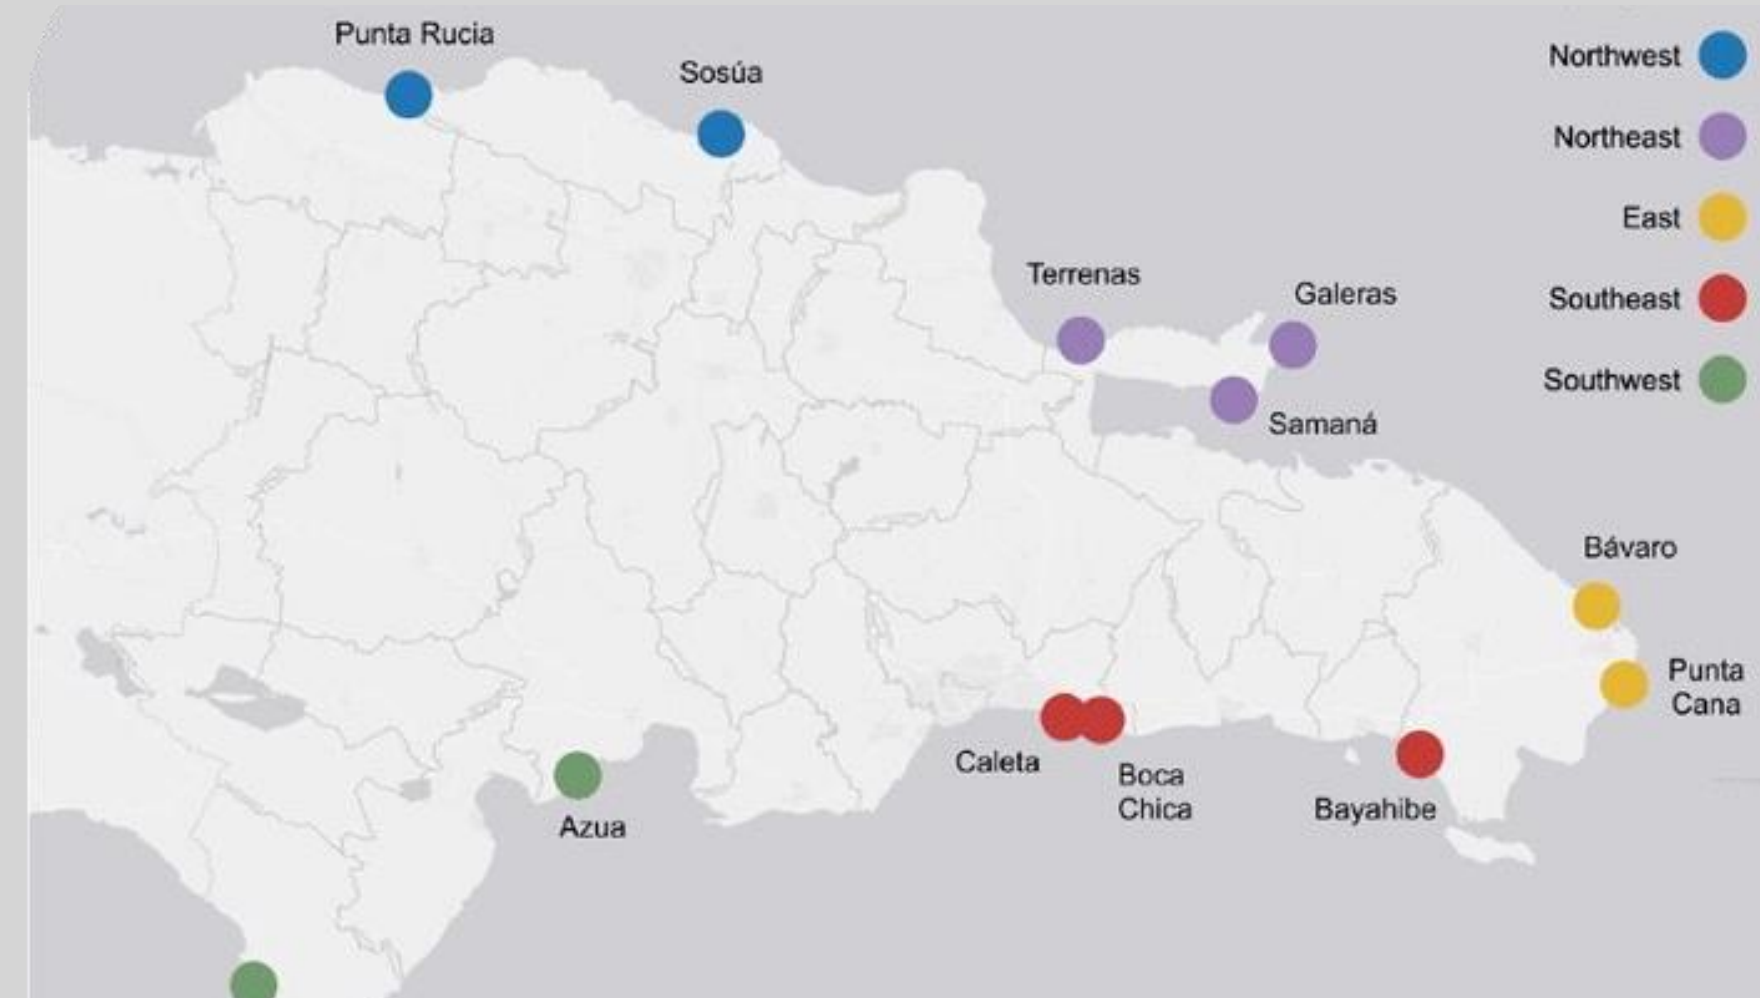 Punta Rucia
Sosúa
Northwest
Northeast
East
Southeast
Southwest
Terrenas
Galeras
Samaná
Bávaro
Punta
Cana
Caleta
Boca
Chica
Bayahibe
Azua